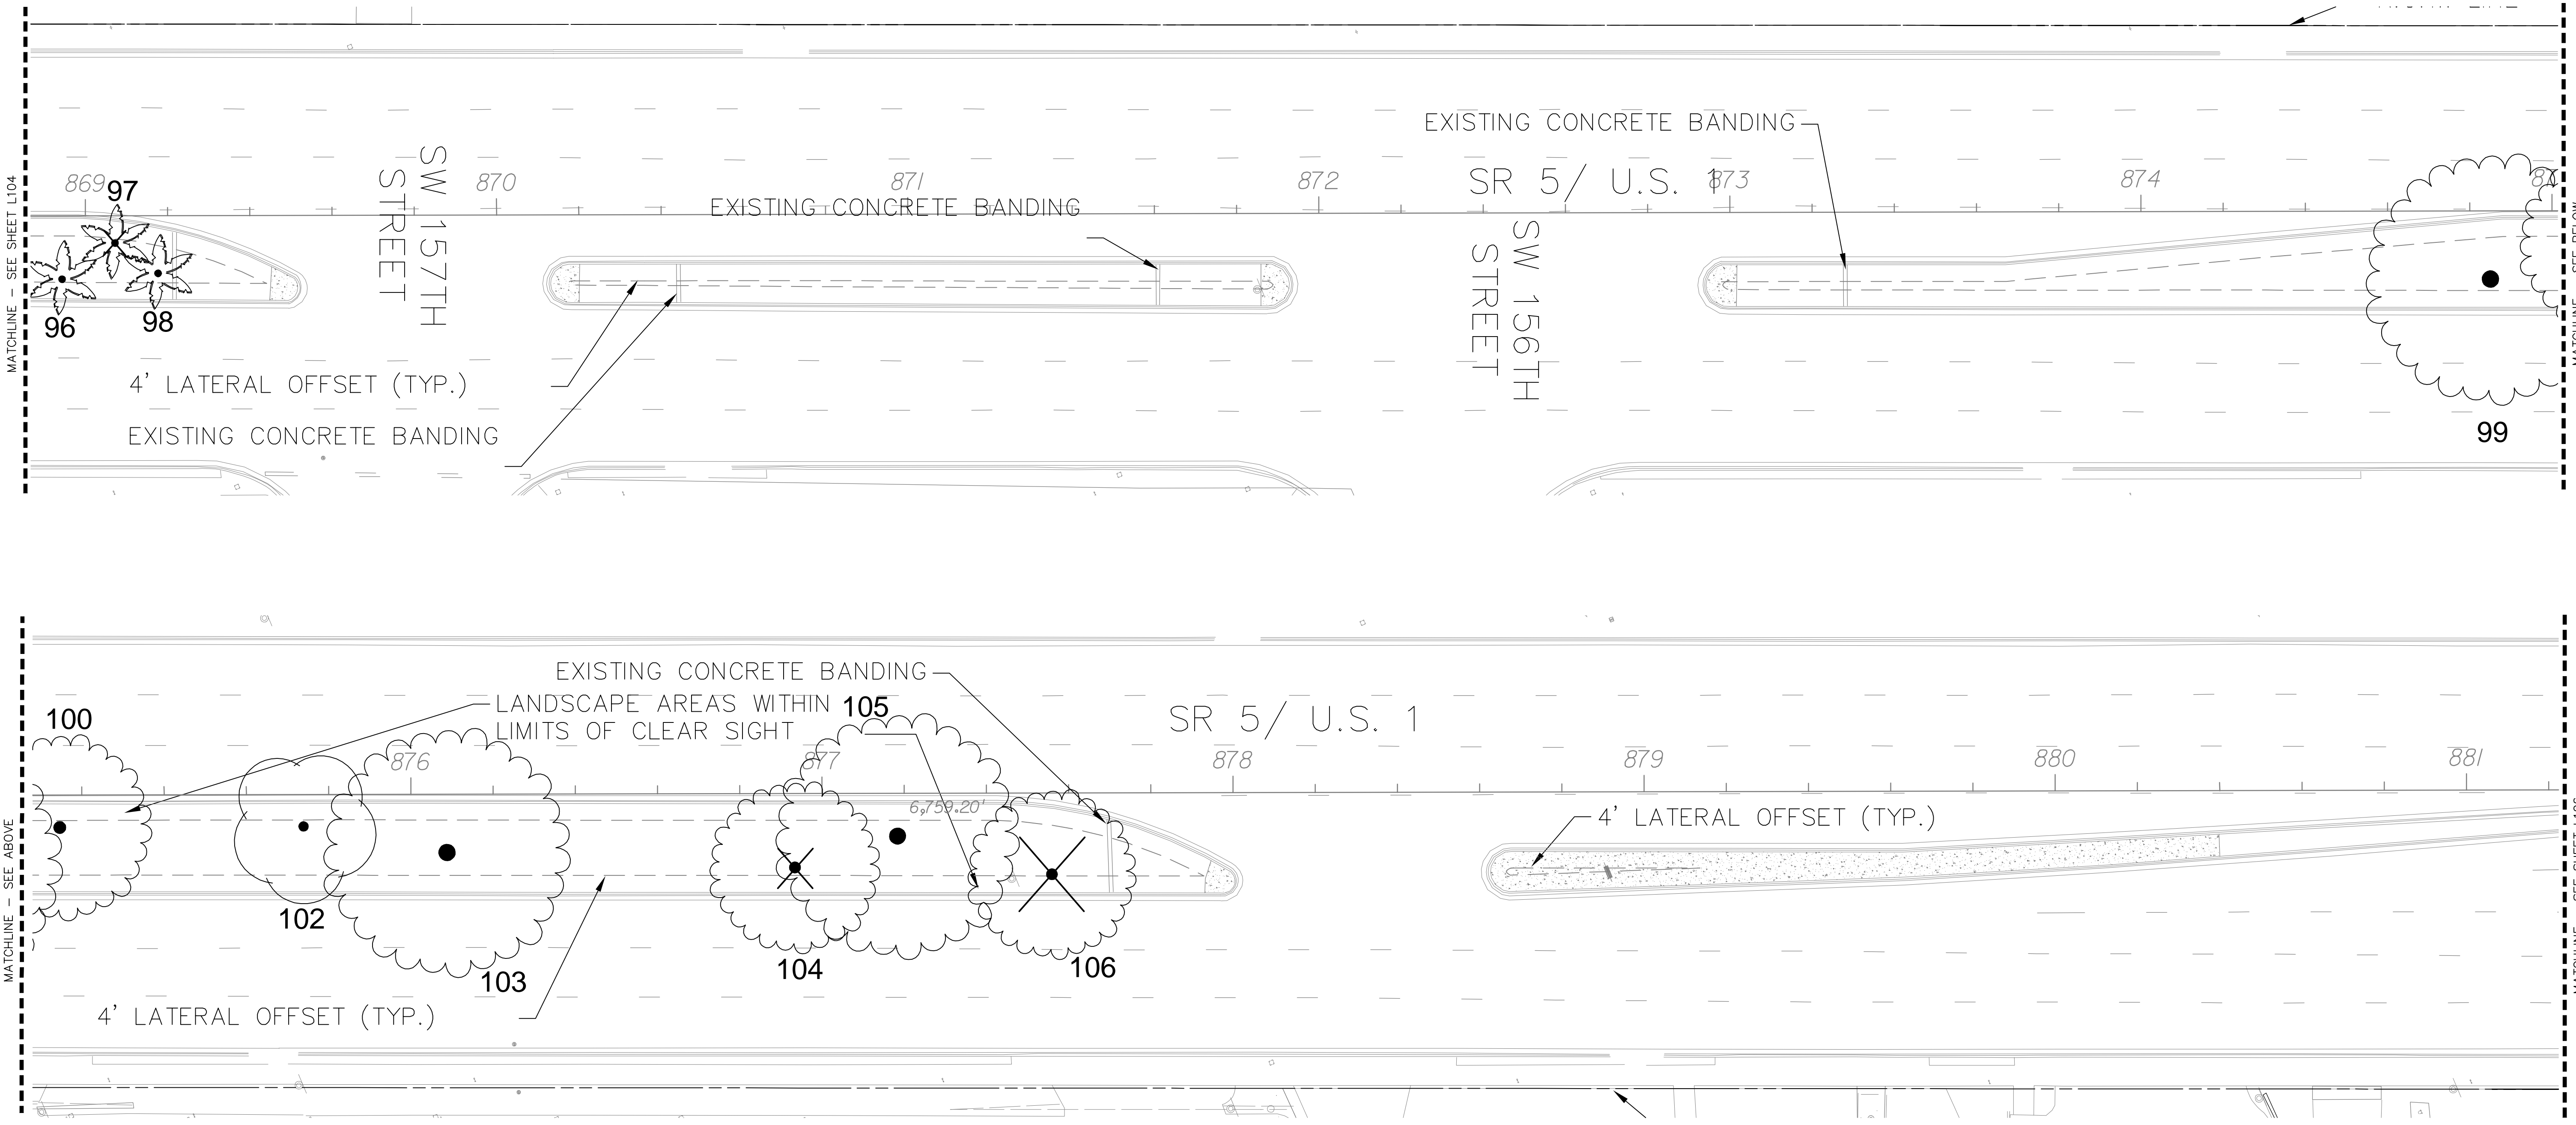 MATCHLINE - SEE SHEET L104
869
97
96
98
SW 157TH
STREET
870
871
872
EXISTING CONCRETE BANDING
4' LATERAL OFFSET (TYP.)
EXISTING CONCRETE BANDING
EXISTING CONCRETE BANDING
SR 5/ U.S. 1
873
SW 156TH
STREET
874
99
MATCHLINE - SEE ABOVE
100
EXISTING CONCRETE BANDING
LANDSCAPE AREAS WITHIN
LIMITS OF CLEAR SIGHT
105
SR 5/ U.S. 1
876
877
878
879
880
881
6,759.20'
4' LATERAL OFFSET (TYP.)
102
103
104
106
4' LATERAL OFFSET (TYP.)